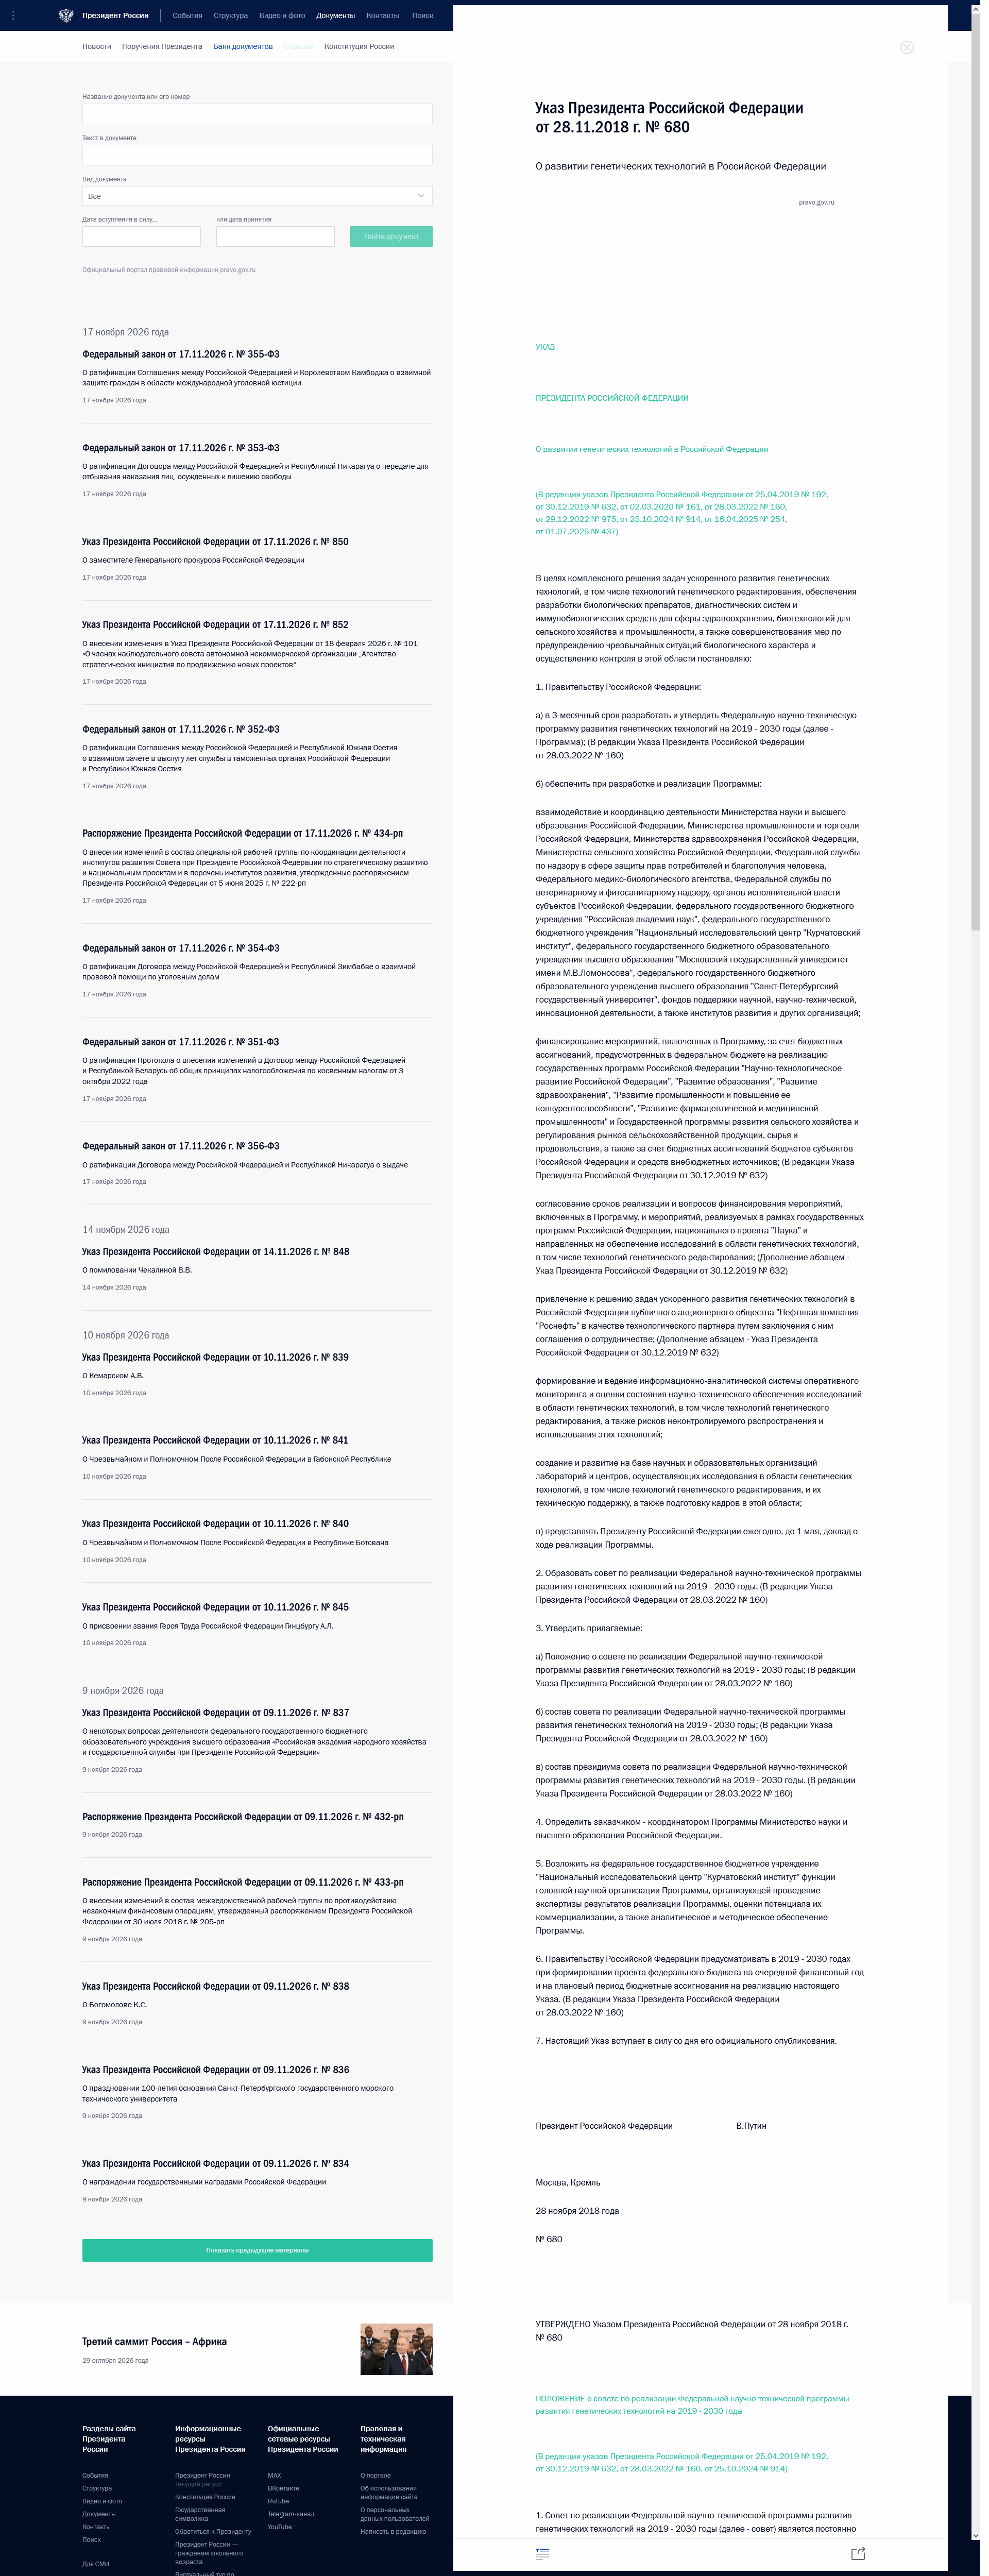 Президент России
События
Структура
Видео и фото
Документы
Контакты
Поиск
Новости
Поручения Президента
Банк документов
Справка
Конституция России
Название документа или его номер
Текст в документе
Вид документа
Все
Дата вступления в силу...
или дата принятия
Найти документ
Официальный портал правовой информации pravo.gov.ru
17 ноября 2026 года
Федеральный закон от 17.11.2026 г. № 355-ФЗ
О ратификации Соглашения между Российской Федерацией и Королевством Камбоджа о взаимной
защите граждан в области международной уголовной юстиции
17 ноября 2026 года
Федеральный закон от 17.11.2026 г. № 353-ФЗ
О ратификации Договора между Российской Федерацией и Республикой Никарагуа о передаче для
отбывания наказания лиц, осужденных к лишению свободы
17 ноября 2026 года
Указ Президента Российской Федерации от 17.11.2026 г. № 850
О заместителе Генерального прокурора Российской Федерации
17 ноября 2026 года
Указ Президента Российской Федерации от 17.11.2026 г. № 852
О внесении изменения в Указ Президента Российской Федерации от 18 февраля 2026 г. № 101
«О членах наблюдательного совета автономной некоммерческой организации „Агентство
стратегических инициатив по продвижению новых проектов“
17 ноября 2026 года
Федеральный закон от 17.11.2026 г. № 352-ФЗ
О ратификации Соглашения между Российской Федерацией и Республикой Южная Осетия
о взаимном зачете в выслугу лет службы в таможенных органах Российской Федерации
и Республики Южная Осетия
17 ноября 2026 года
Распоряжение Президента Российской Федерации от 17.11.2026 г. № 434-рп
О внесении изменений в состав специальной рабочей группы по координации деятельности
институтов развития Совета при Президенте Российской Федерации по стратегическому развитию
и национальным проектам и в перечень институтов развития, утвержденные распоряжением
Президента Российской Федерации от 5 июня 2025 г. № 222-рп
17 ноября 2026 года
Федеральный закон от 17.11.2026 г. № 354-ФЗ
О ратификации Договора между Российской Федерацией и Республикой Зимбабве о взаимной
правовой помощи по уголовным делам
17 ноября 2026 года
Федеральный закон от 17.11.2026 г. № 351-ФЗ
О ратификации Протокола о внесении изменений в Договор между Российской Федерацией
и Республикой Беларусь об общих принципах налогообложения по косвенным налогам от 3
октября 2022 года
17 ноября 2026 года
Федеральный закон от 17.11.2026 г. № 356-ФЗ
О ратификации Договора между Российской Федерацией и Республикой Никарагуа о выдаче
17 ноября 2026 года
14 ноября 2026 года
Указ Президента Российской Федерации от 14.11.2026 г. № 848
О помиловании Чекалиной В.В.
14 ноября 2026 года
10 ноября 2026 года
Указ Президента Российской Федерации от 10.11.2026 г. № 839
О Кемарском А.В.
10 ноября 2026 года
Указ Президента Российской Федерации от 10.11.2026 г. № 841
О Чрезвычайном и Полномочном После Российской Федерации в Габонской Республике
10 ноября 2026 года
Указ Президента Российской Федерации от 10.11.2026 г. № 840
О Чрезвычайном и Полномочном После Российской Федерации в Республике Ботсвана
10 ноября 2026 года
Указ Президента Российской Федерации от 10.11.2026 г. № 845
О присвоении звания Героя Труда Российской Федерации Гинцбургу А.Л.
10 ноября 2026 года
9 ноября 2026 года
Указ Президента Российской Федерации от 09.11.2026 г. № 837
О некоторых вопросах деятельности федерального государственного бюджетного
образовательного учреждения высшего образования «Российская академия народного хозяйства
и государственной службы при Президенте Российской Федерации»
9 ноября 2026 года
Распоряжение Президента Российской Федерации от 09.11.2026 г. № 432-рп
9 ноября 2026 года
Распоряжение Президента Российской Федерации от 09.11.2026 г. № 433-рп
О внесении изменений в состав межведомственной рабочей группы по противодействию
незаконным финансовым операциям, утвержденный распоряжением Президента Российской
Федерации от 30 июля 2018 г. № 205-рп
9 ноября 2026 года
Указ Президента Российской Федерации от 09.11.2026 г. № 838
О Богомолове К.С.
9 ноября 2026 года
Указ Президента Российской Федерации от 09.11.2026 г. № 836
О праздновании 100-летия основания Санкт-Петербургского государственного морского
технического университета
9 ноября 2026 года
Указ Президента Российской Федерации от 09.11.2026 г. № 834
О награждении государственными наградами Российской Федерации
9 ноября 2026 года
Показать предыдущие материалы
Третий саммит Россия – Африка
29 октября 2026 года
Разделы сайта
Президента
России
События
Структура
Видео и фото
Документы
Контакты
Поиск
Для СМИ
Информационные
ресурсы
Президента России
Президент России
Текущий ресурс
Конституция России
Государственная
символика
Обратиться к Президенту
Президент России —
гражданам школьного
возраста
Виртуальный тур по
Официальные
сетевые ресурсы
Президента России
MAX
ВКонтакте
Rutube
Telegram-канал
YouTube
Правовая и
техническая
информация
О портале
Об использовании
информации сайта
О персональных
данных пользователей
Написать в редакцию
Указ Президента Российской Федерации
от 28.11.2018 г. № 680
О развитии генетических технологий в Российской Федерации
pravo.gov.ru
УКАЗ
ПРЕЗИДЕНТА РОССИЙСКОЙ ФЕДЕРАЦИИ
О развитии генетических технологий в Российской Федерации
(В редакции указов Президента Российской Федерации от 25.04.2019 № 192,
от 30.12.2019 № 632, от 02.03.2020 № 161, от 28.03.2022 № 160,
от 29.12.2022 № 975, от 25.10.2024 № 914, от 18.04.2025 № 254,
от 01.07.2025 № 437)
В целях комплексного решения задач ускоренного развития генетических
технологий, в том числе технологий генетического редактирования, обеспечения
разработки биологических препаратов, диагностических систем и
иммунобиологических средств для сферы здравоохранения, биотехнологий для
сельского хозяйства и промышленности, а также совершенствования мер по
предупреждению чрезвычайных ситуаций биологического характера и
осуществлению контроля в этой области постановляю:
1. Правительству Российской Федерации:
а) в 3-месячный срок разработать и утвердить Федеральную научно-техническую
программу развития генетических технологий на 2019 - 2030 годы (далее -
Программа); (В редакции Указа Президента Российской Федерации
от 28.03.2022 № 160)
б) обеспечить при разработке и реализации Программы:
взаимодействие и координацию деятельности Министерства науки и высшего
образования Российской Федерации, Министерства промышленности и торговли
Российской Федерации, Министерства здравоохранения Российской Федерации,
Министерства сельского хозяйства Российской Федерации, Федеральной службы
по надзору в сфере защиты прав потребителей и благополучия человека,
Федерального медико-биологического агентства, Федеральной службы по
ветеринарному и фитосанитарному надзору, органов исполнительной власти
субъектов Российской Федерации, федерального государственного бюджетного
учреждения "Российская академия наук", федерального государственного
бюджетного учреждения "Национальный исследовательский центр "Курчатовский
институт", федерального государственного бюджетного образовательного
учреждения высшего образования "Московский государственный университет
имени М.В.Ломоносова", федерального государственного бюджетного
образовательного учреждения высшего образования "Санкт-Петербургский
государственный университет", фондов поддержки научной, научно-технической,
инновационной деятельности, а также институтов развития и других организаций;
финансирование мероприятий, включенных в Программу, за счет бюджетных
ассигнований, предусмотренных в федеральном бюджете на реализацию
государственных программ Российской Федерации "Научно-технологическое
развитие Российской Федерации", "Развитие образования", "Развитие
здравоохранения", "Развитие промышленности и повышение ее
конкурентоспособности", "Развитие фармацевтической и медицинской
промышленности" и Государственной программы развития сельского хозяйства и
регулирования рынков сельскохозяйственной продукции, сырья и
продовольствия, а также за счет бюджетных ассигнований бюджетов субъектов
Российской Федерации и средств внебюджетных источников; (В редакции Указа
Президента Российской Федерации от 30.12.2019 № 632)
согласование сроков реализации и вопросов финансирования мероприятий,
включенных в Программу, и мероприятий, реализуемых в рамках государственных
программ Российской Федерации, национального проекта "Наука" и
направленных на обеспечение исследований в области генетических технологий,
в том числе технологий генетического редактирования; (Дополнение абзацем -
Указ Президента Российской Федерации от 30.12.2019 № 632)
привлечение к решению задач ускоренного развития генетических технологий в
Российской Федерации публичного акционерного общества "Нефтяная компания
"Роснефть" в качестве технологического партнера путем заключения с ним
соглашения о сотрудничестве; (Дополнение абзацем - Указ Президента
Российской Федерации от 30.12.2019 № 632)
формирование и ведение информационно-аналитической системы оперативного
мониторинга и оценки состояния научно-технического обеспечения исследований
в области генетических технологий, в том числе технологий генетического
редактирования, а также рисков неконтролируемого распространения и
использования этих технологий;
создание и развитие на базе научных и образовательных организаций
лабораторий и центров, осуществляющих исследования в области генетических
технологий, в том числе технологий генетического редактирования, и их
техническую поддержку, а также подготовку кадров в этой области;
в) представлять Президенту Российской Федерации ежегодно, до 1 мая, доклад о
ходе реализации Программы.
2. Образовать совет по реализации Федеральной научно-технической программы
развития генетических технологий на 2019 - 2030 годы. (В редакции Указа
Президента Российской Федерации от 28.03.2022 № 160)
3. Утвердить прилагаемые:
а) Положение о совете по реализации Федеральной научно-технической
программы развития генетических технологий на 2019 - 2030 годы; (В редакции
Указа Президента Российской Федерации от 28.03.2022 № 160)
б) состав совета по реализации Федеральной научно-технической программы
развития генетических технологий на 2019 - 2030 годы; (В редакции Указа
Президента Российской Федерации от 28.03.2022 № 160)
в) состав президиума совета по реализации Федеральной научно-технической
программы развития генетических технологий на 2019 - 2030 годы. (В редакции
Указа Президента Российской Федерации от 28.03.2022 № 160)
4. Определить заказчиком - координатором Программы Министерство науки и
высшего образования Российской Федерации.
5. Возложить на федеральное государственное бюджетное учреждение
"Национальный исследовательский центр "Курчатовский институт" функции
головной научной организации Программы, организующей проведение
экспертизы результатов реализации Программы, оценки потенциала их
коммерциализации, а также аналитическое и методическое обеспечение
Программы.
6. Правительству Российской Федерации предусматривать в 2019 - 2030 годах
при формировании проекта федерального бюджета на очередной финансовый год
и на плановый период бюджетные ассигнования на реализацию настоящего
Указа. (В редакции Указа Президента Российской Федерации
от 28.03.2022 № 160)
7. Настоящий Указ вступает в силу со дня его официального опубликования.
Президент Российской Федерации В.Путин
Москва, Кремль
28 ноября 2018 года
№ 680
УТВЕРЖДЕНО Указом Президента Российской Федерации от 28 ноября 2018 г.
№ 680
ПОЛОЖЕНИЕ о совете по реализации Федеральной научно-технической программы
развития генетических технологий на 2019 - 2030 годы
(В редакции указов Президента Российской Федерации от 25.04.2019 № 192,
от 30.12.2019 № 632, от 28.03.2022 № 160, от 25.10.2024 № 914)
1. Совет по реализации Федеральной научно-технической программы развития
генетических технологий на 2019 - 2030 годы (далее - совет) является постоянно